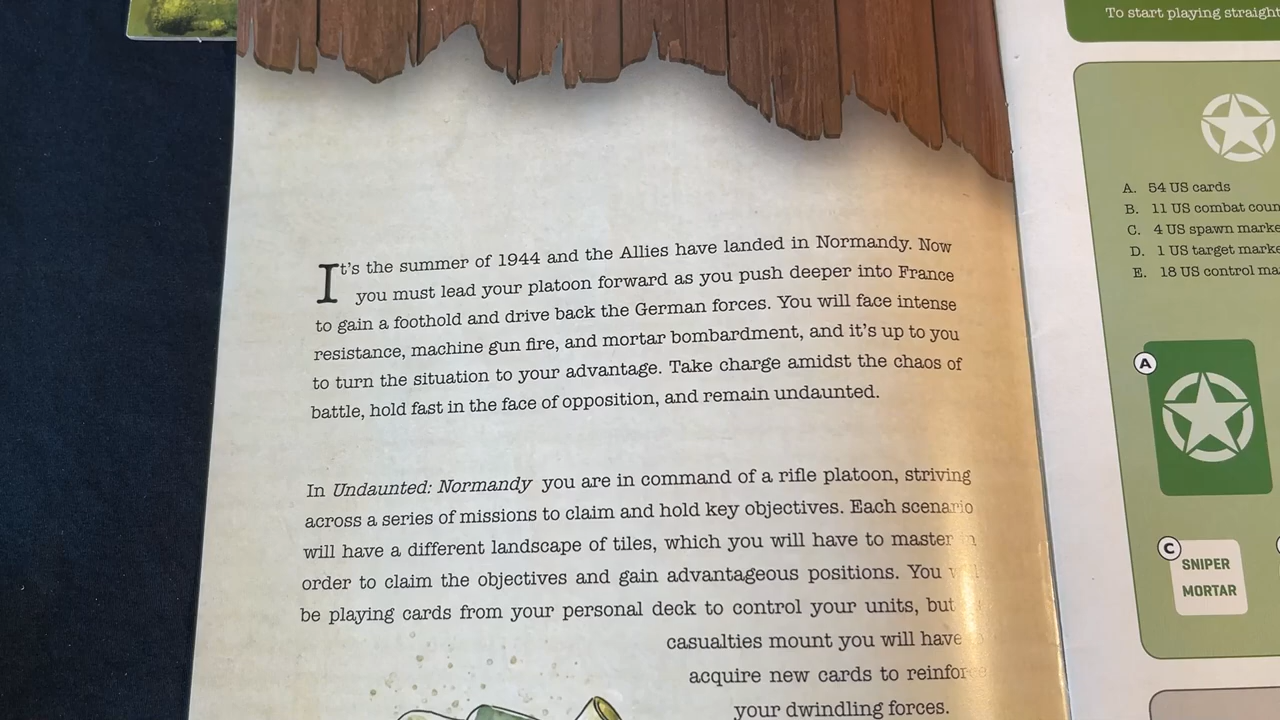 It's the summer of 1944 and the Allies have landed in Normandy. Now
you must lead your platoon forward as you push deeper into France
to gain a foothold and drive back the German forces. You will face intense
resistance, machine gun fire, and mortar bombardment, and it's up to you
to turn the situation to your advantage. Take charge amidst the chaos of
battle, hold fast in the face of opposition, and remain undaunted.
In Undaunted: Normandy you are in command of a rifle platoon, striving
across a series of missions to claim and hold key objectives. Each scenario
will have a different landscape of tiles, which you will have to master
order to claim the objectives and gain advantageous positions. You
be playing cards from your personal deck to control your units, but
casualties mount you will have
acquire new cards to reinforce
your dwindling forces.
To start playing straight
A. 54 US cards
B. 11 US combat
C. 4 US spawn
D. 1 US target
E. 18 US control
A
C
SNIPER
MORTAR